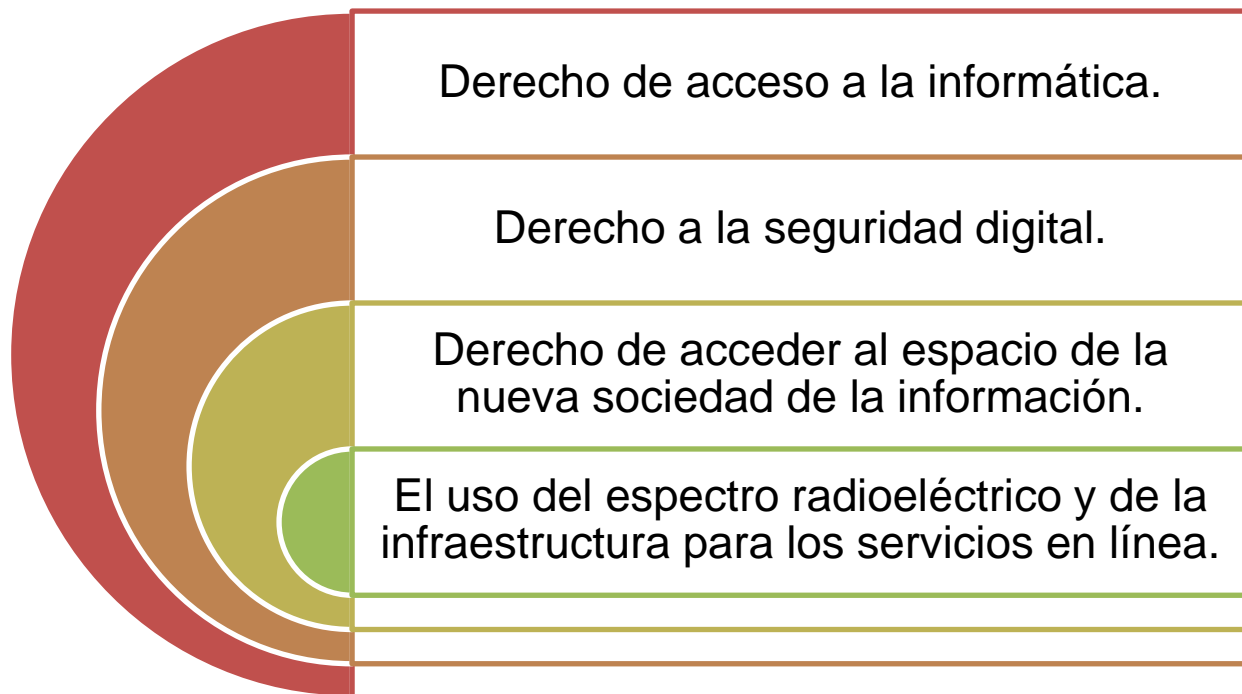 Derecho de acceso a la informática.
Derecho a la seguridad digital.
Derecho de acceder al espacio de la
nueva sociedad de la información.
El uso del espectro radioeléctrico y de la
infraestructura para los servicios en línea.